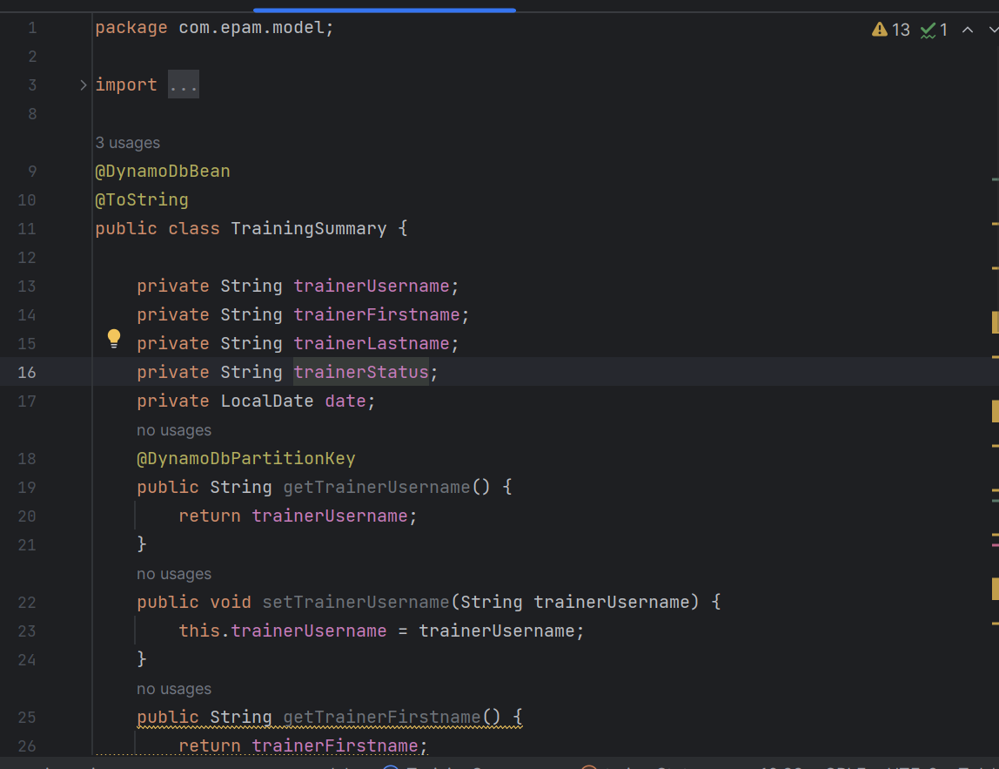 1 package com.epam.model;
2
3 import ...
8
3 usages
9 @DynamoDbBean
10 @ToString
11 public class TrainingSummary {
12
13 private String trainerUsername;
14 private String trainerFirstname;
15 private String trainerLastname;
16 private String trainerStatus;
17 private LocalDate date;
no usages
18 @DynamoDbPartitionKey
19 public String getTrainerUsername() {
20 return trainerUsername;
21 }
no usages
22 public void setTrainerUsername(String trainerUsername) {
23 this.trainerUsername = trainerUsername;
24 }
no usages
25 public String getTrainerFirstname() {
26 return trainerFirstname;
13 1